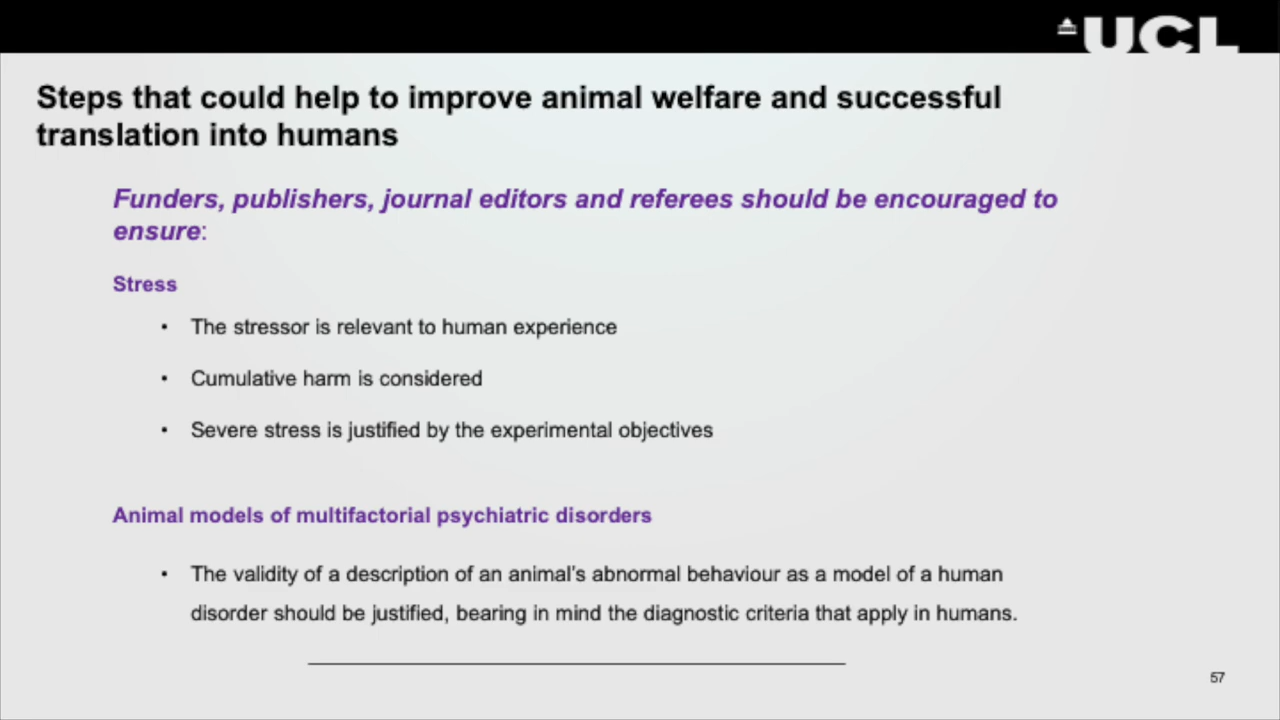 UCL
Steps that could help to improve animal welfare and successful
translation into humans
Funders, publishers, journal editors and referees should be encouraged to
ensure:
Stress
• The stressor is relevant to human experience
• Cumulative harm is considered
• Severe stress is justified by the experimental objectives
Animal models of multifactorial psychiatric disorders
• The validity of a description of an animal's abnormal behaviour as a model of a human
disorder should be justified, bearing in mind the diagnostic criteria that apply in humans.
57